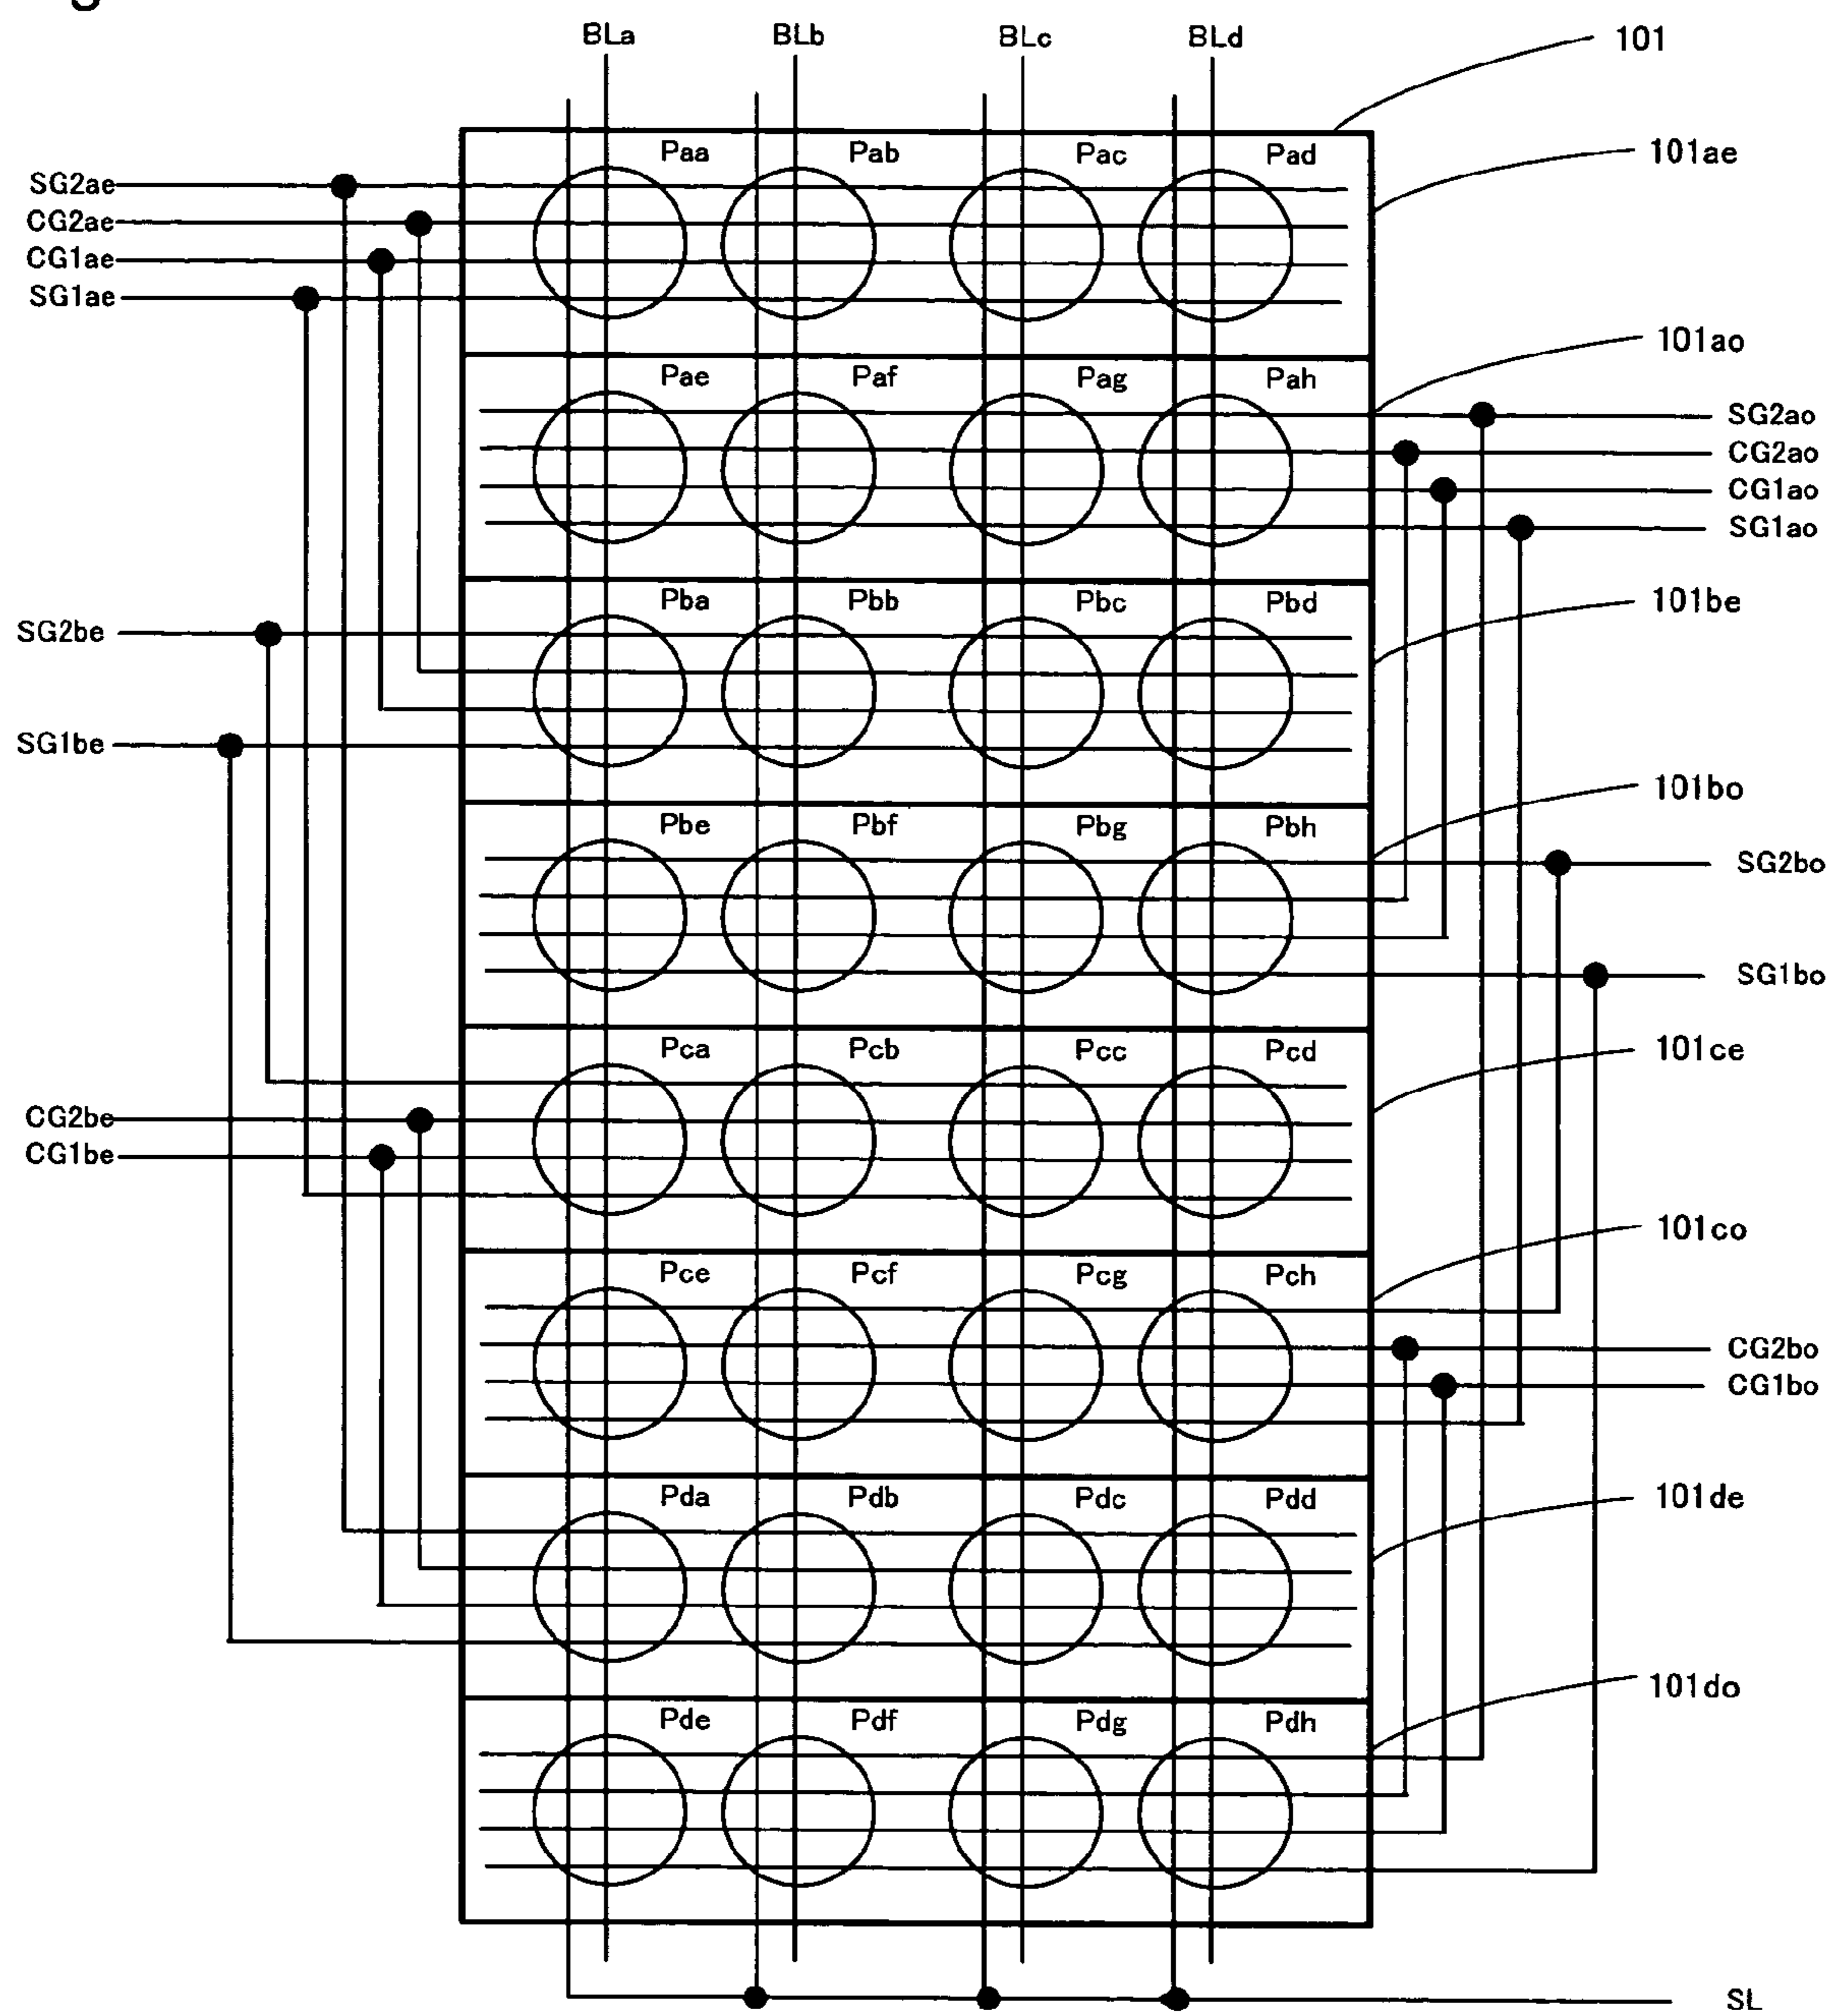 BLa BLb BLc BLd
101
Paa Pab Pac Pad
101ae
SG2ae
CG2ae
CG1ae
SG1ae
101ao
Pae Paf Pag Pah
SG2ao
CG2ao
CG1ao
SG1ao
Pba Pbb Pbc Pbd
101be
SG2be
SG1be
101bo
Pbe Pbf Pbg Pbh
SG2bo
SG1bo
Pca Pcb Pcc Pcd
101ce
CG2be
CG1be
101co
Pce Pcf Pcg Pch
CG2bo
CG1bo
Pda Pdb Pdc Pdd
101de
101do
Pde Pdf Pdg Pdh
SL